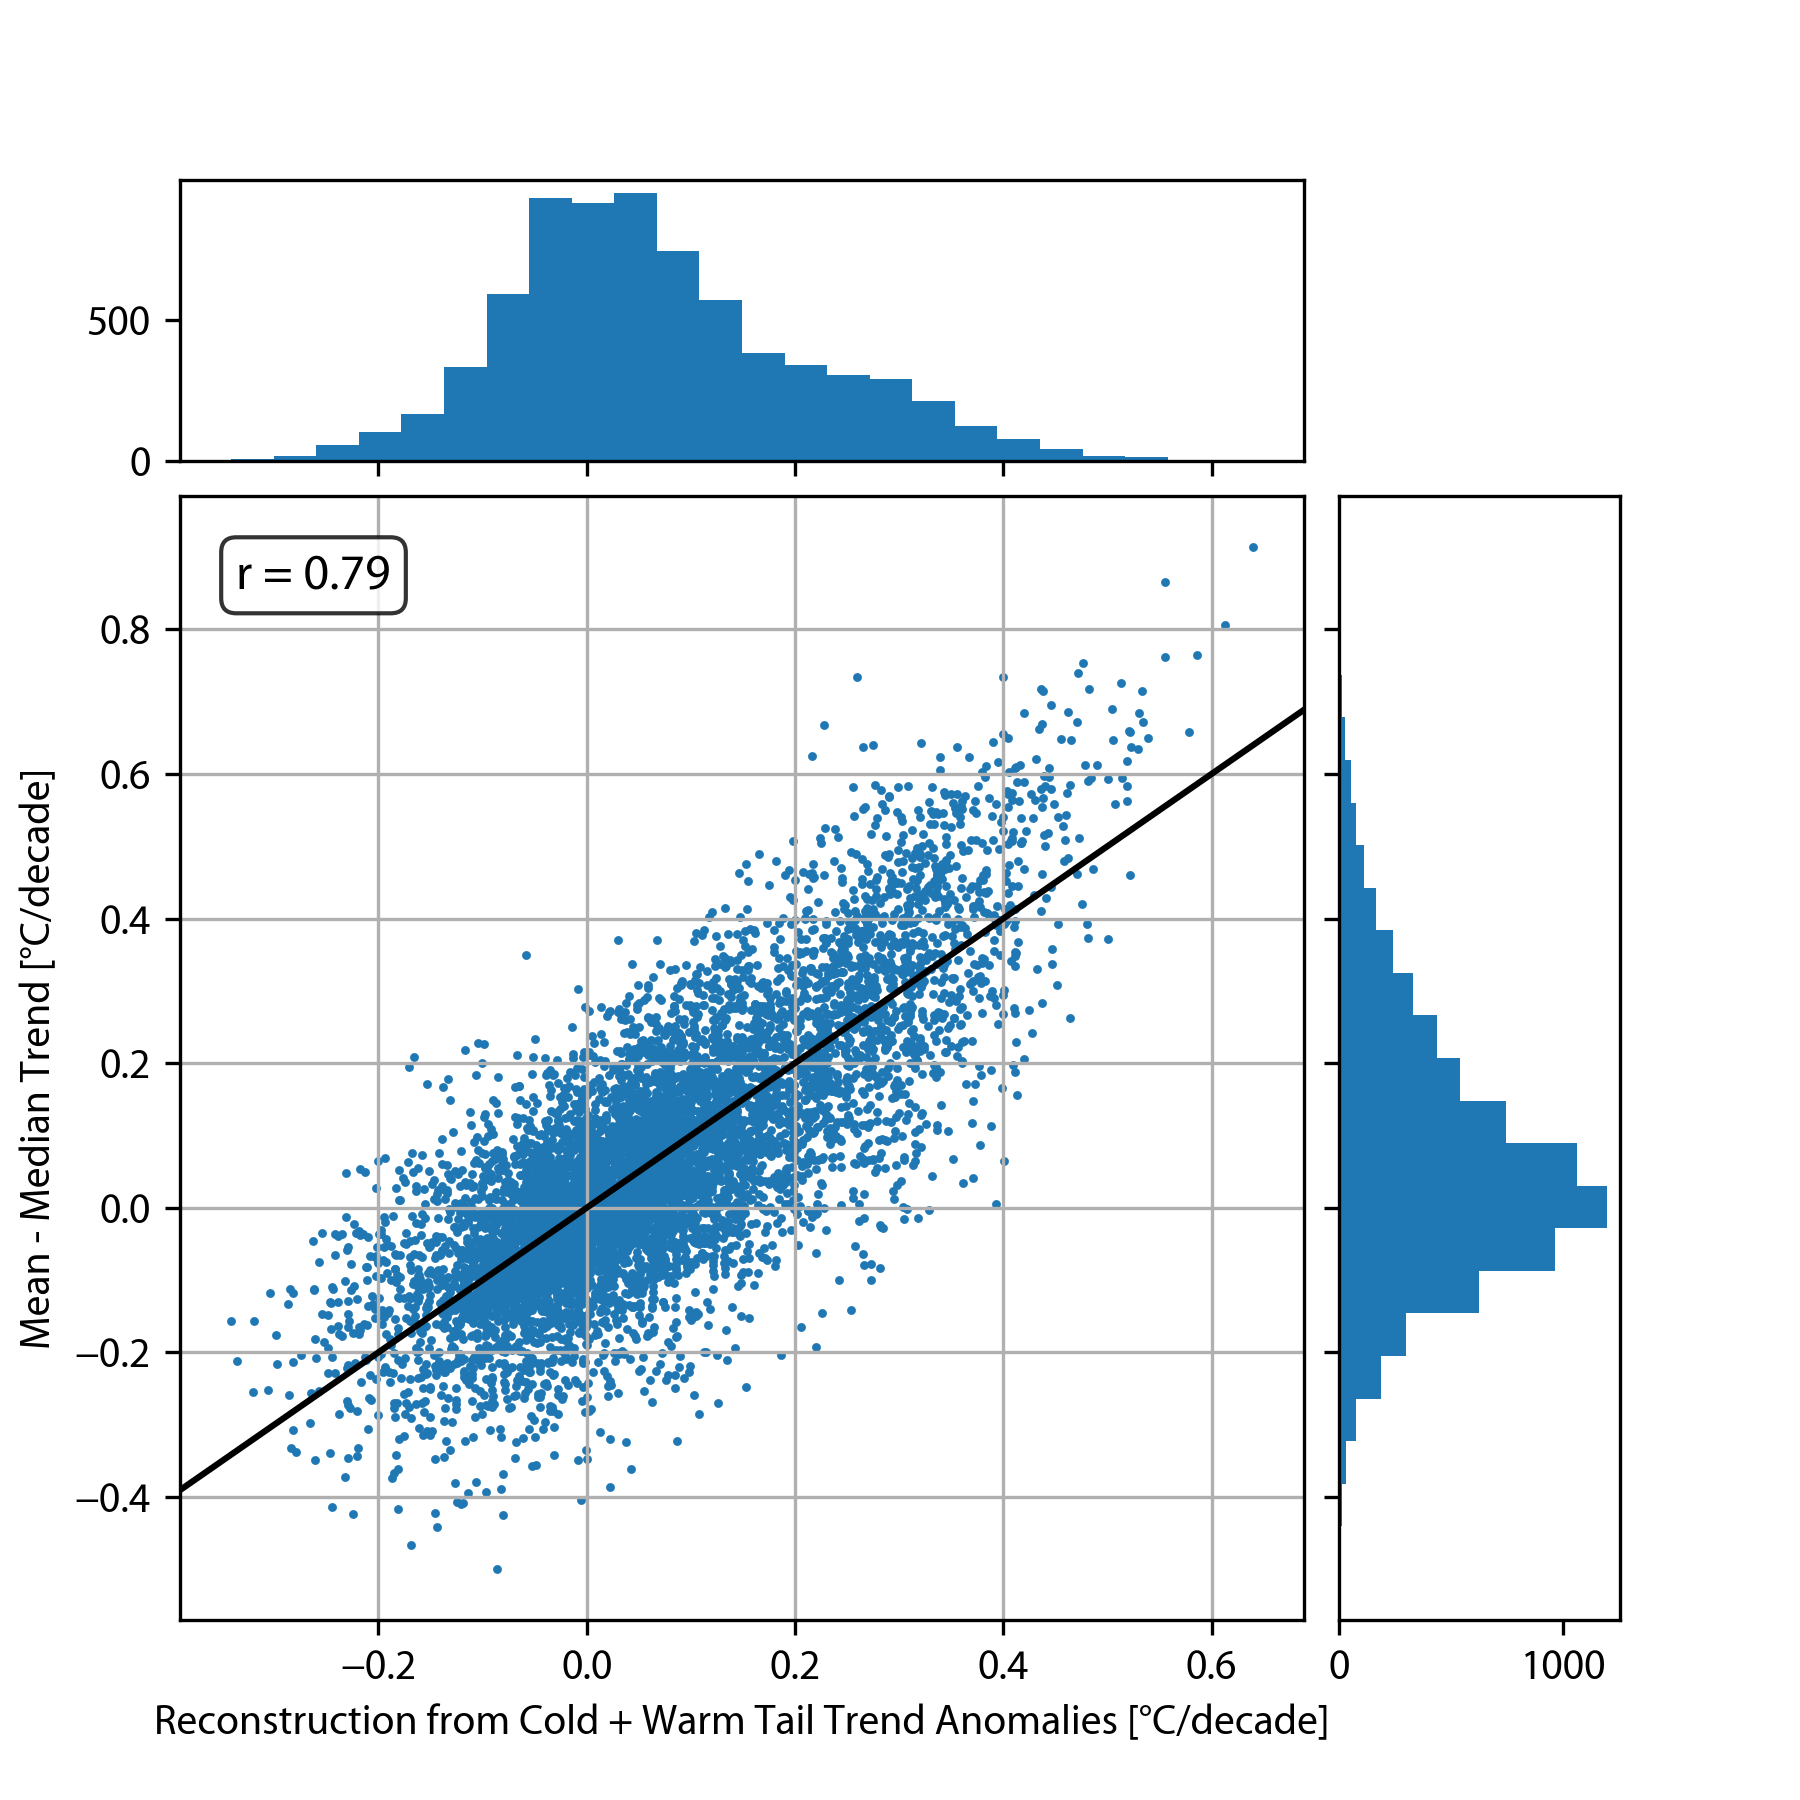 500
0
r = 0.79
0.8
0.6
0.4
0.2
0.0
−0.2
−0.4
Mean - Median Trend [°C/decade]
−0.2 0.0 0.2 0.4 0.6 0 1000
Reconstruction from Cold + Warm Tail Trend Anomalies [°C/decade]